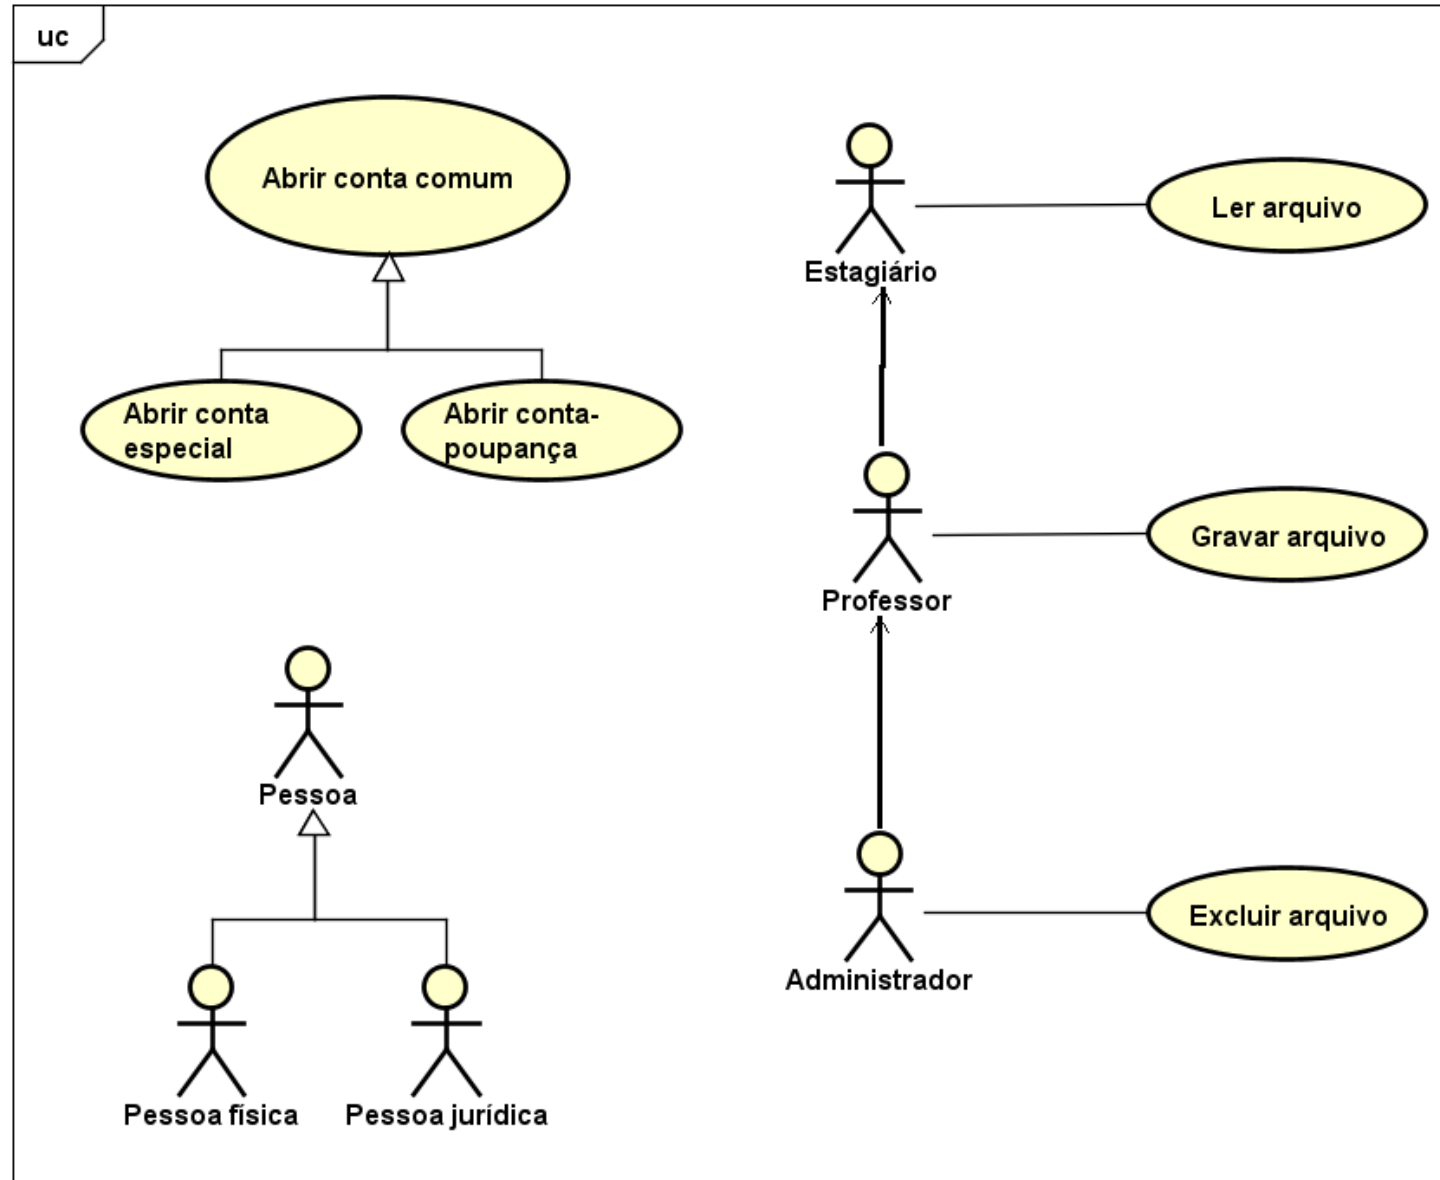 uc
Abrir conta comum
Abrir conta
especial
Abrir conta-
poupança
Pessoa
Pessoa física
Pessoa jurídica
Estagiário
Ler arquivo
Professor
Gravar arquivo
Administrador
Excluir arquivo